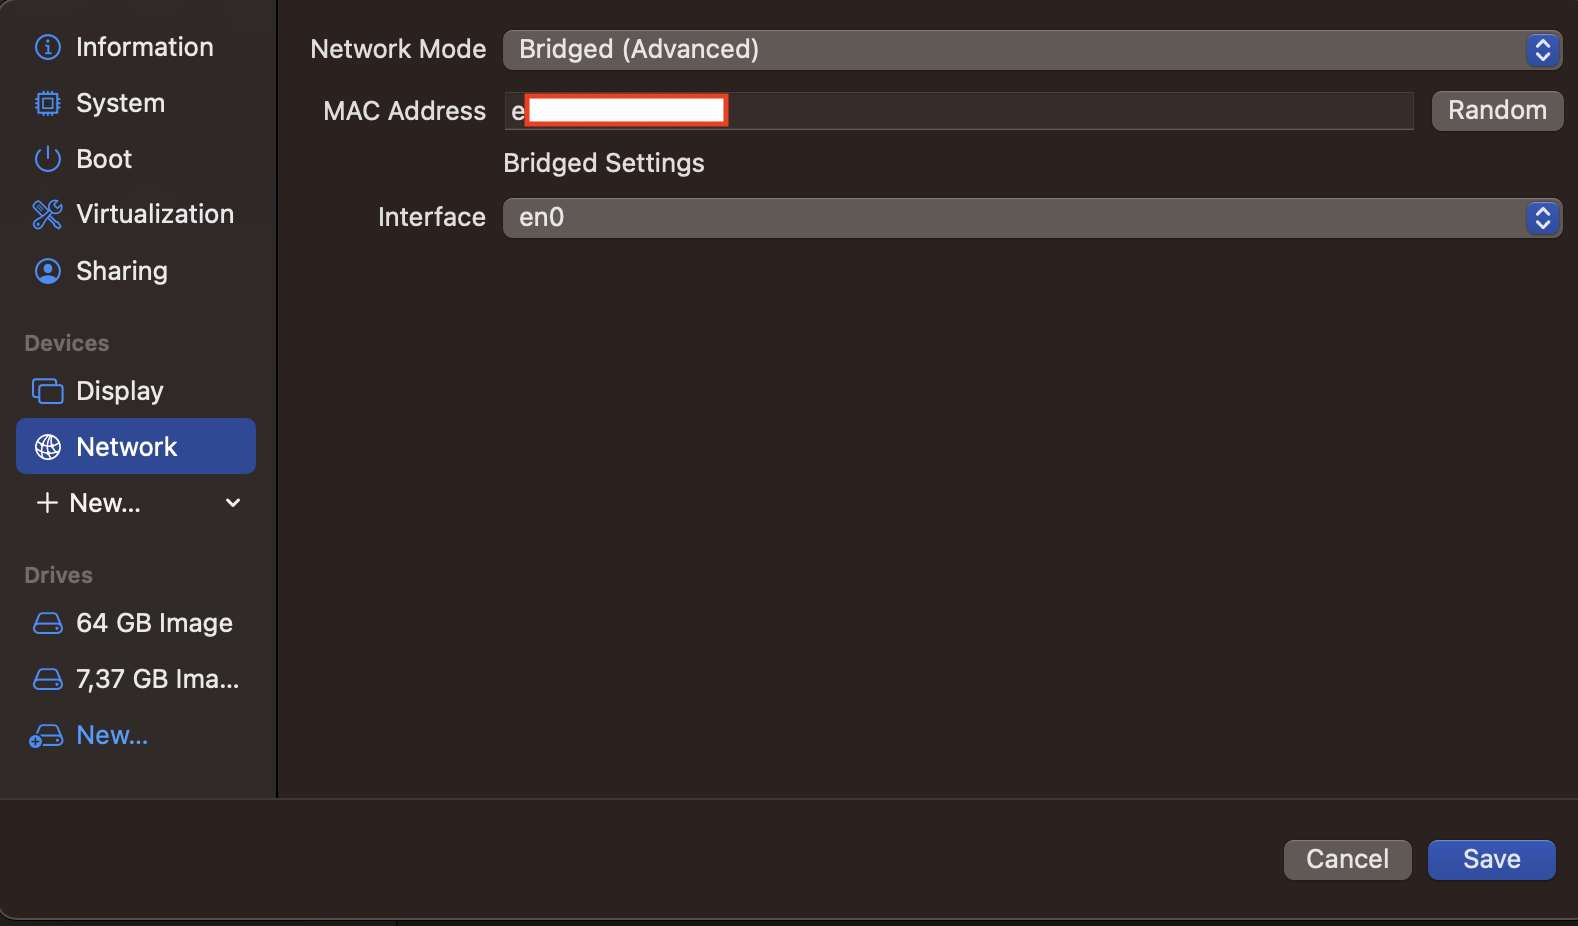 Information
System
Boot
Virtualization
Sharing
Devices
Display
Network
New...
Drives
64 GB Image
7,37 GB Ima...
New...
Network Mode
Bridged (Advanced)
MAC Address
e
Random
Bridged Settings
Interface
en0
Cancel
Save